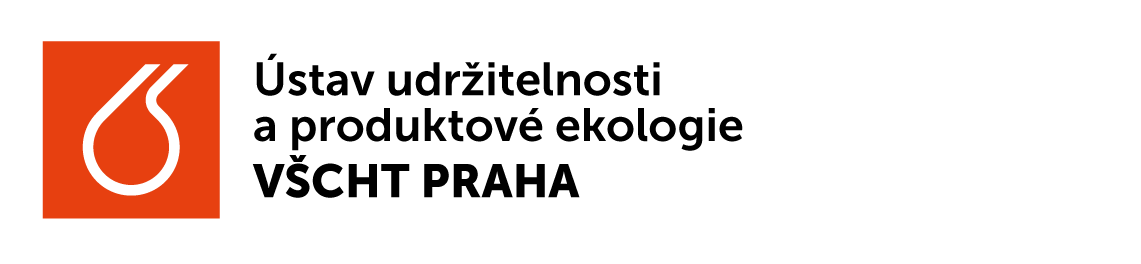 Ústav udržitelnosti
a produktové ekologie
VŠCHT PRAHA